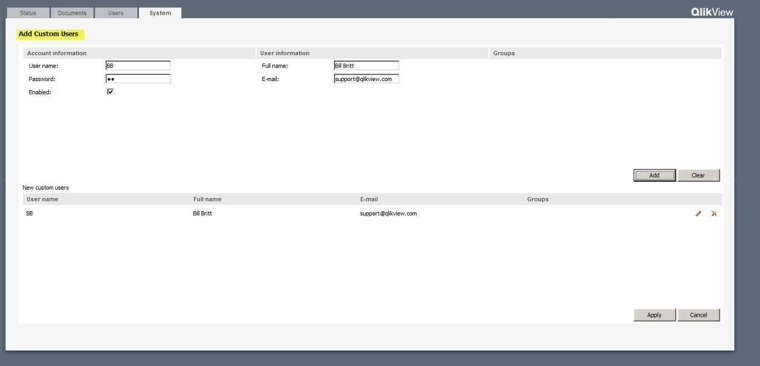 Status Documents Users System QlikView
Add Custom Users
Account information User information Groups
User name: BB Full name: Bill Britt
Password: ●● E-mail: support@qlikview.com
Enabled:
Add Clear
New custom users
User name Full name E-mail Groups
BB Bill Britt support@qlikview.com
Apply Cancel